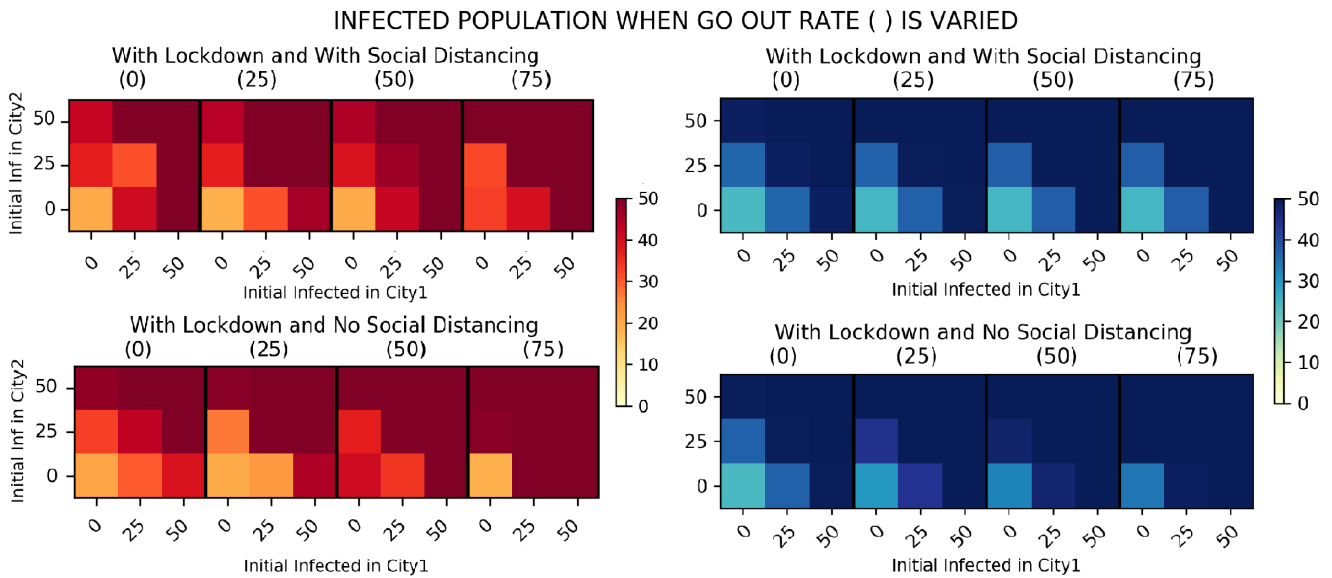 INFECTED POPULATION WHEN GO OUT RATE ( ) IS VARIED
With Lockdown and With Social Distancing
(0) (25) (50) (75)
Initial Inf in City2
50
25
0
0 25 50 0 25 50 0 25 50 0 25 50
Initial Infected in City1
With Lockdown and No Social Distancing
(0) (25) (50) (75)
Initial Inf in City2
50
25
0
0 25 50 0 25 50 0 25 50 0 25 50
Initial Infected in City1
50
40
30
20
10
0
With Lockdown and With Social Distancing
(0) (25) (50) (75)
50
25
0
0 25 50 0 25 50 0 25 50 0 25 50
Initial Infected in City1
With Lockdown and No Social Distancing
(0) (25) (50) (75)
50
25
0
0 25 50 0 25 50 0 25 50 0 25 50
Initial Infected in City1
50
40
30
20
10
0